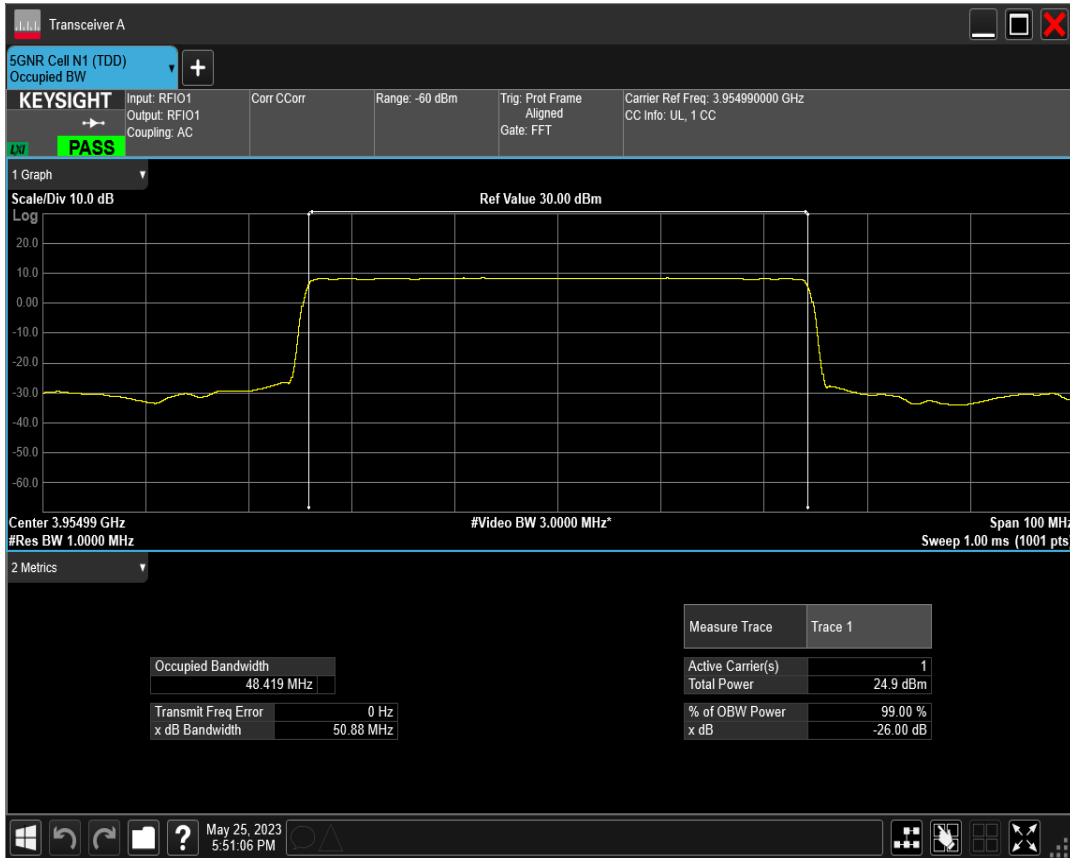 Transceiver A
5GNR Cell N1 (TDD)
Occupied BW
+
KEYSIGHT
LXI
PASS
Input: RFIO1
Output: RFIO1
Coupling: AC
Corr CCorr
Range: -60 dBm
Trig: Prot Frame
Aligned
Gate: FFT
Carrier Ref Freq: 3.954990000 GHz
CC Info: UL, 1 CC
1 Graph
Scale/Div 10.0 dB
Ref Value 30.00 dBm
Log
20.0
10.0
0.00
-10.0
-20.0
-30.0
-40.0
-50.0
-60.0
Center 3.95499 GHz
#Video BW 3.0000 MHz*
Span 100 MHz
#Res BW 1.0000 MHz
Sweep 1.00 ms (1001 pts)
2 Metrics
Measure Trace Trace 1
Occupied Bandwidth
48.419 MHz
Active Carrier(s) 1
Total Power 24.9 dBm
Transmit Freq Error 0 Hz
x dB Bandwidth 50.88 MHz
% of OBW Power 99.00 %
x dB -26.00 dB
?
May 25, 2023
5:51:06 PM